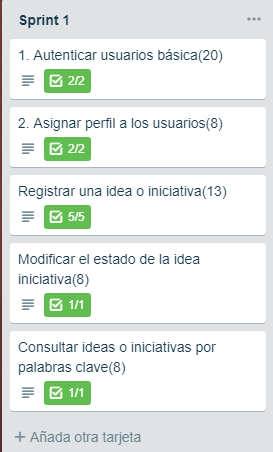 Sprint 1
1. Autenticar usuarios básica(20)
2/2
2. Asignar perfil a los usuarios(8)
2/2
Registrar una idea o iniciativa(13)
5/5
Modificar el estado de la idea
iniciativa(8)
1/1
Consultar ideas o iniciativas por
palabras clave(8)
1/1
+ Añada otra tarjeta